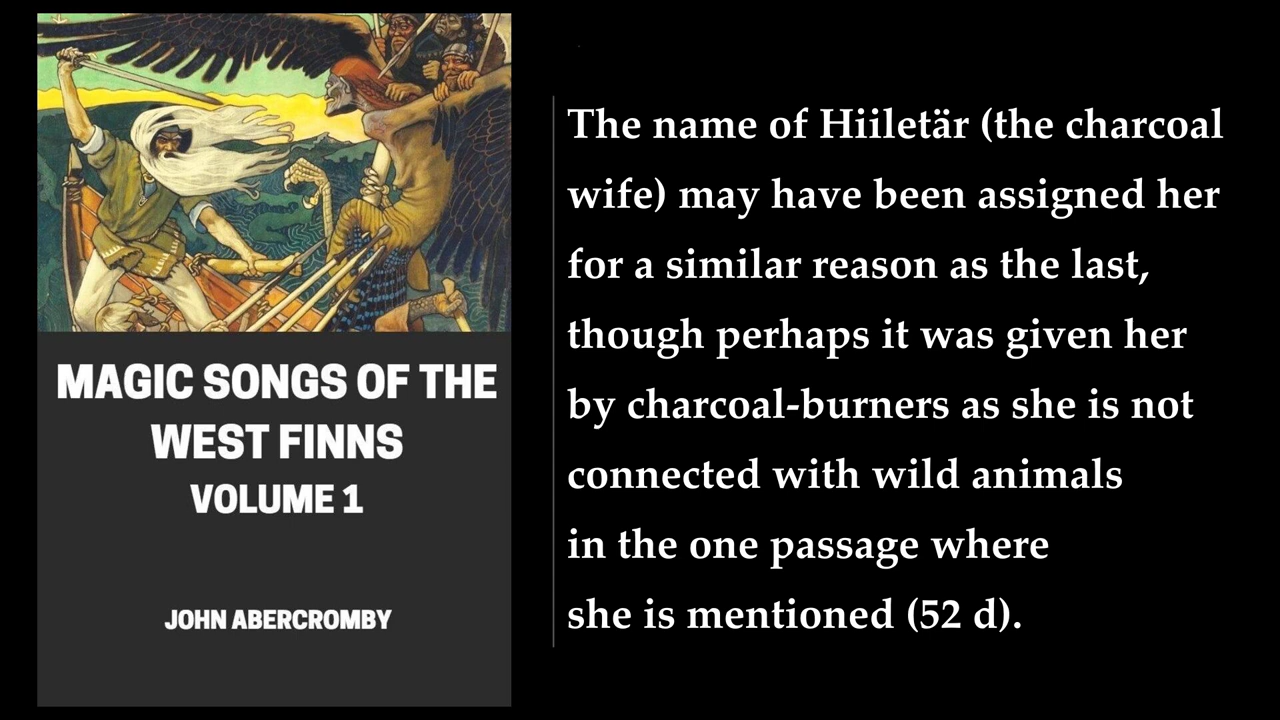 MAGIC SONGS OF THE
WEST FINNS
VOLUME 1
JOHN ABERCROMBY
The name of Hiiletär (the charcoal
wife) may have been assigned her
for a similar reason as the last,
though perhaps it was given her
by charcoal-burners as she is not
connected with wild animals
in the one passage where
she is mentioned (52 d).